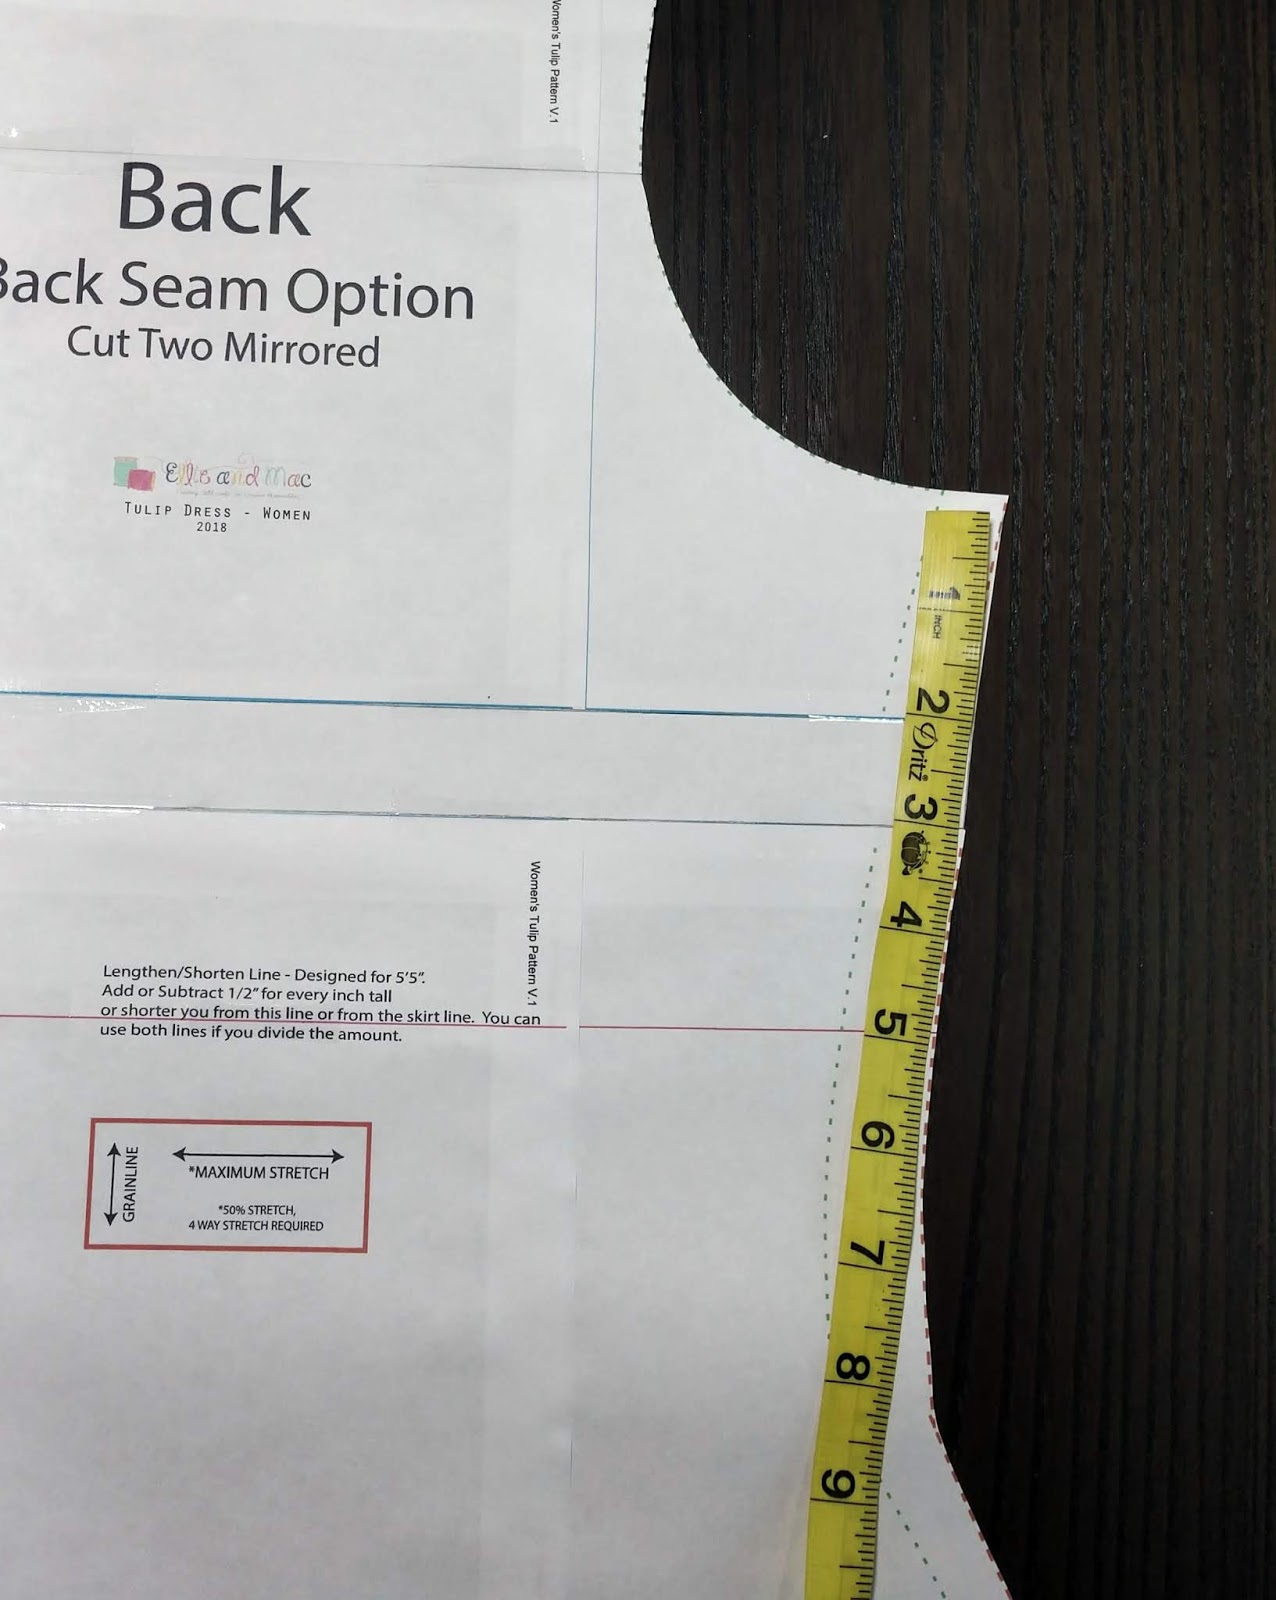 Women's Tulip Pattern V.1
Back
Back Seam Option
Cut Two Mirrored
Elle and Mac
TULIP DRESS - WOMEN
2018
1
INCH
2
Dritz®
3
4
5
6
7
8
9
Women's Tulip Pattern V.1
Lengthen/Shorten Line - Designed for 5'5".
Add or Subtract 1/2" for every inch tall
or shorter you from this line or from the skirt line. You can
use both lines if you divide the amount.
GRAINLINE
*MAXIMUM STRETCH
*50% STRETCH,
4 WAY STRETCH REQUIRED